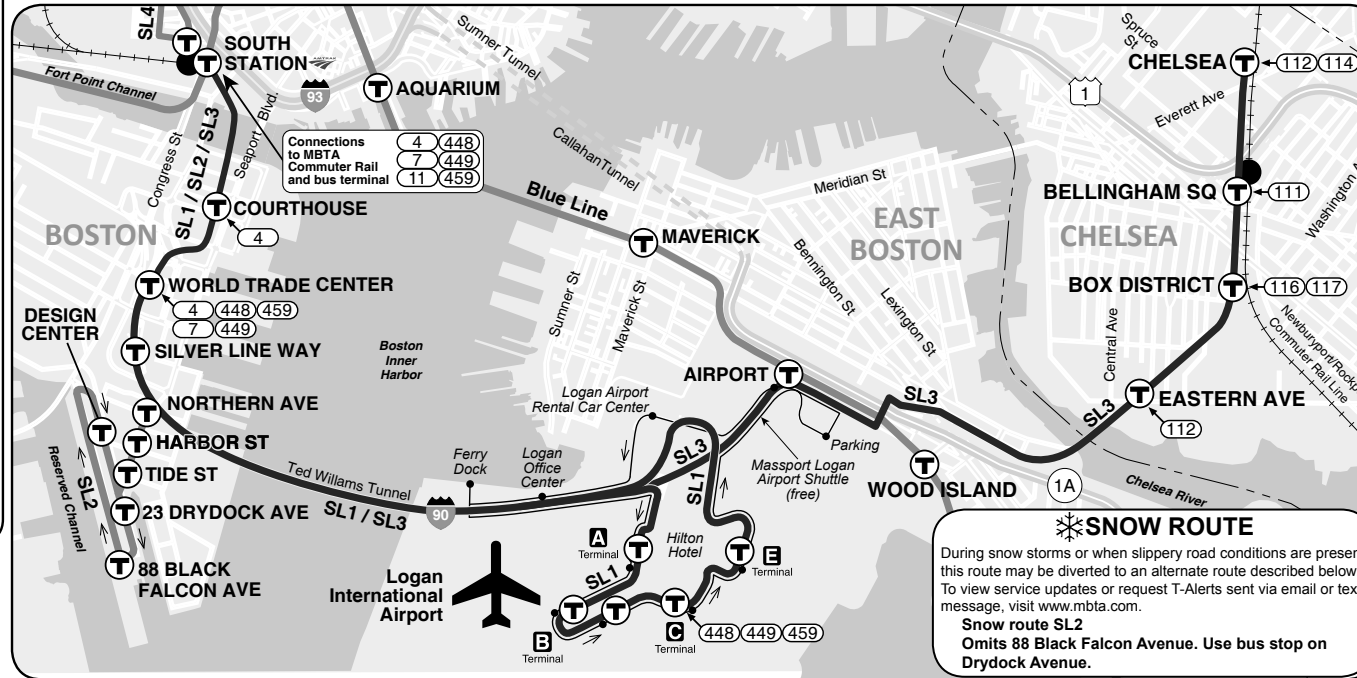 SL4
SOUTH
STATION
AMTRAK
Fort Point Channel
93
AQUARIUM
Sumner Tunnel
Callahan Tunnel
Congress St
SL1 / SL2 / SL3
Seaport Blvd.
Connections
to MBTA
Commuter Rail
and bus terminal
4 448
7 449
11 459
COURTHOUSE
4
BOSTON
WORLD TRADE CENTER
4 448 459
7 449
DESIGN
CENTER
SILVER LINE WAY
NORTHERN AVE
HARBOR ST
TIDE ST
23 DRYDOCK AVE
88 BLACK
FALCON AVE
SL2
Reserved Channel
Boston
Inner
Harbor
Blue Line
MAVERICK
Sumner St
Maverick St
Meridian St
EAST
BOSTON
Bennington St
Lexington St
AIRPORT
Logan Airport
Rental Car Center
Parking
Massport Logan
Airport Shuttle
(free)
WOOD ISLAND
Ferry
Dock
Logan
Office
Center
Ted Willams Tunnel
SL1 / SL3
90
SL3
SL1
A
Terminal
Hilton
Hotel
E
Terminal
SL1
B
Terminal
C
Terminal
448 449 459
Logan
International
Airport
SL3
SL3
1A
Chelsea River
Spruce
St
1
Everett Ave
CHELSEA
112 114
BELLINGHAM SQ
111
Washington A
CHELSEA
BOX DISTRICT
116 117
Central Ave
Newburyport/Rockp
Commuter Rail Line
EASTERN AVE
112
SNOW ROUTE
During snow storms or when slippery road conditions are presen
this route may be diverted to an alternate route described below
To view service updates or request T-Alerts sent via email or tex
message, visit www.mbta.com.
Snow route SL2
Omits 88 Black Falcon Avenue. Use bus stop on
Drydock Avenue.